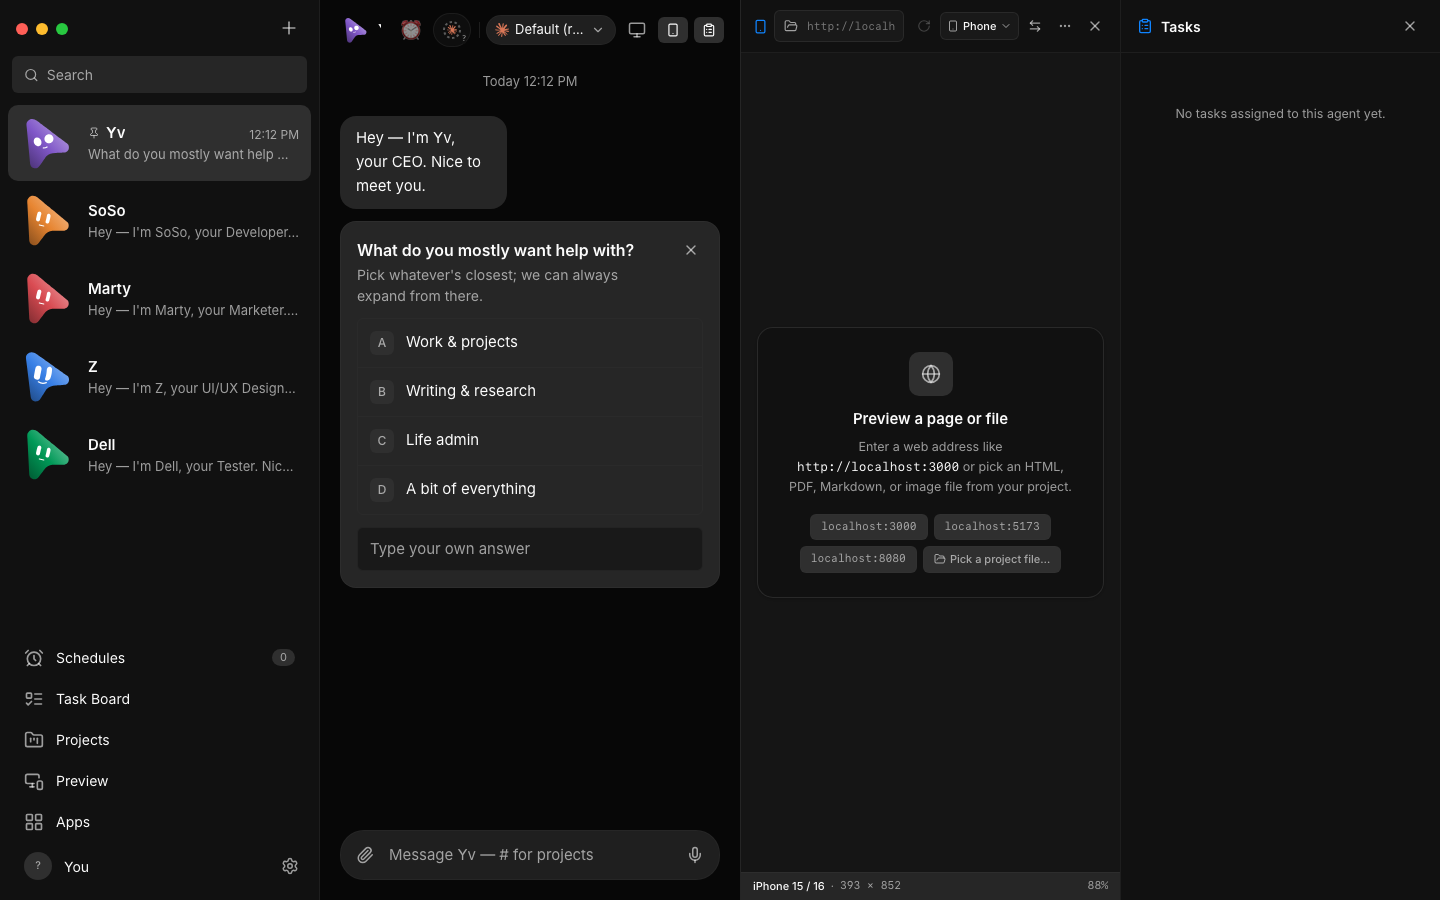 Search
Yv
12:12 PM
What do you mostly want help ...
SoSo
Hey — I'm SoSo, your Developer...
Marty
Hey — I'm Marty, your Marketer....
Z
Hey — I'm Z, your UI/UX Design...
Dell
Hey — I'm Dell, your Tester. Nic...
Schedules
0
Task Board
Projects
Preview
Apps
?
You
?
Default (r...
Today 12:12 PM
Hey — I'm Yv,
your CEO. Nice to
meet you.
What do you mostly want help with?
Pick whatever's closest; we can always
expand from there.
A
Work & projects
B
Writing & research
C
Life admin
D
A bit of everything
Type your own answer
Message Yv — # for projects
http://localh
Phone
Preview a page or file
Enter a web address like
http://localhost:3000 or pick an HTML,
PDF, Markdown, or image file from your project.
localhost:3000
localhost:5173
localhost:8080
Pick a project file...
iPhone 15 / 16 · 393 × 852
88%
Tasks
No tasks assigned to this agent yet.